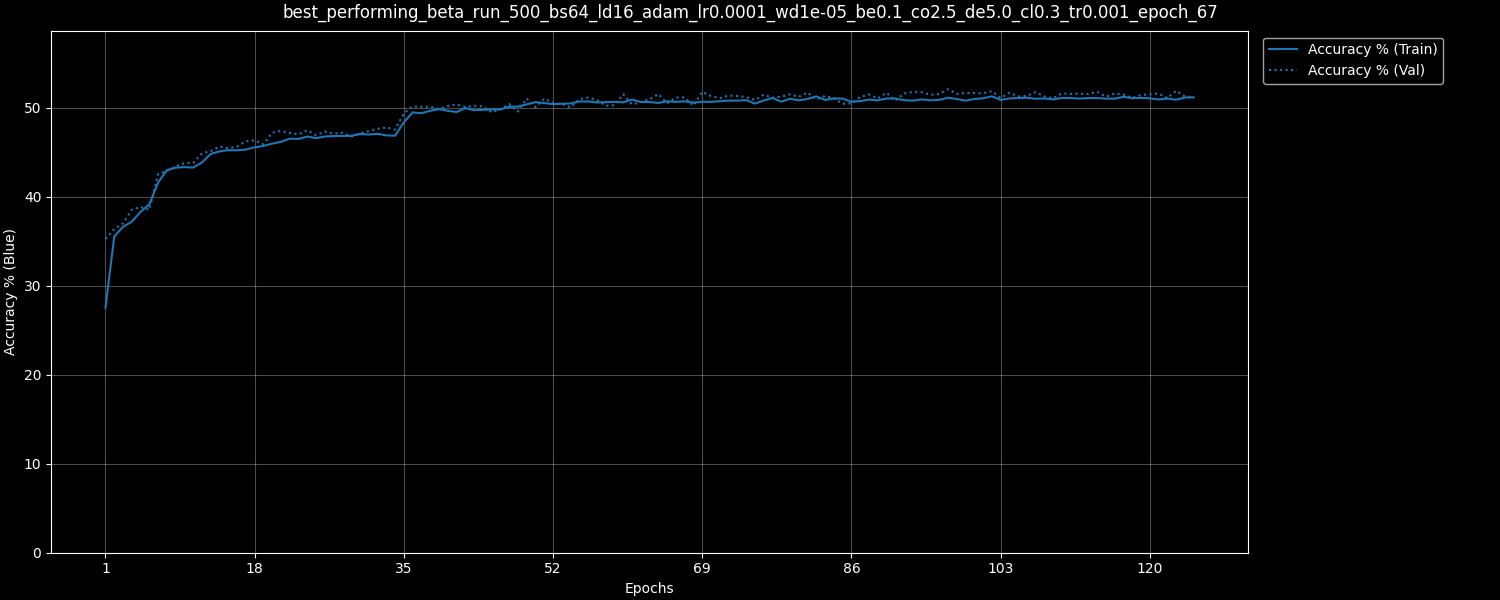 best_performing_beta_run_500_bs64_ld16_adam_lr0.0001_wd1e-05_be0.1_co2.5_de5.0_cl0.3_tr0.001_epoch_67
Accuracy % (Train)
Accuracy % (Val)
Accuracy % (Blue)
50
40
30
20
10
0
1 18 35 52 69 86 103 120
Epochs